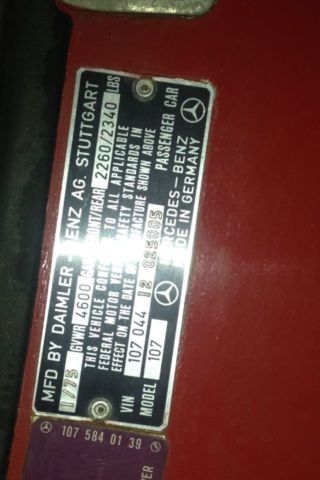 MFD BY DAIMLER BENZ AG, STUTTGART
1/75 GVWR 4600 FRONT/REAR 2260/2340 LBS
THIS VEHICLE TO ALL APPLICABLE
FEDERAL MOTOR SAFETY STANDARDS IN
EFFECT ON THE DATE OF MANUFACTURE SHOWN ABOVE
VIN 107 044 12 025005 PASSENGER CAR
MODEL 107 MERCEDES-BENZ
MADE IN GERMANY
107 584 01 39